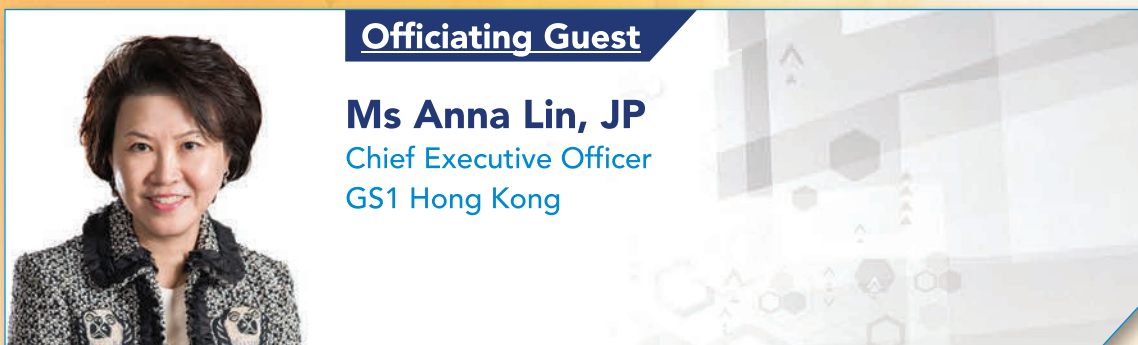 Officiating Guest
Ms Anna Lin, JP
Chief Executive Officer
GS1 Hong Kong